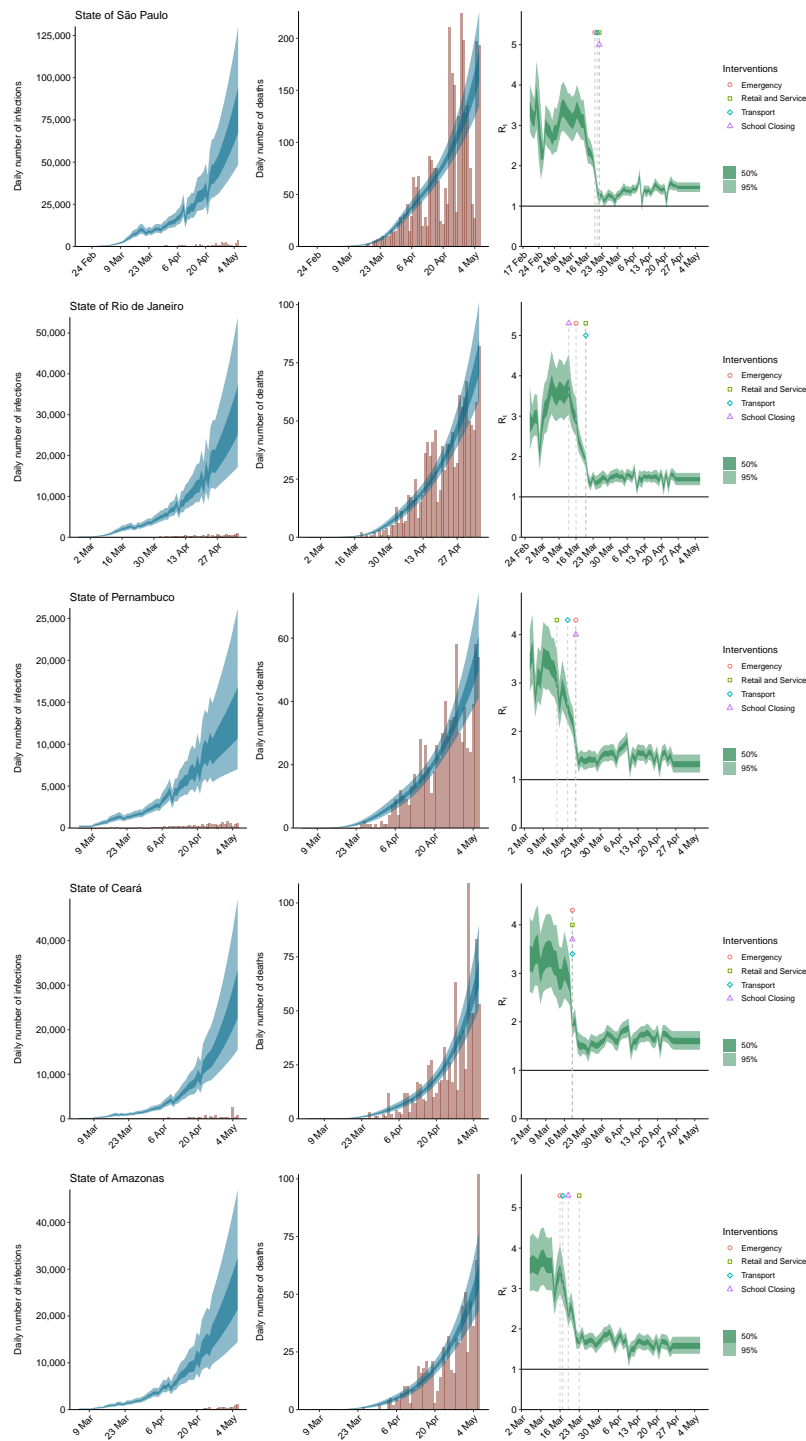 State of São Paulo
Daily number of infections
125,000
100,000
75,000
50,000
25,000
0
24 Feb
9 Mar
23 Mar
6 Apr
20 Apr
4 May
Daily number of deaths
200
150
100
50
0
24 Feb
9 Mar
23 Mar
6 Apr
20 Apr
4 May
Rt
5
4
3
2
1
0
17 Feb
24 Feb
2 Mar
9 Mar
16 Mar
23 Mar
30 Mar
6 Apr
13 Apr
20 Apr
27 Apr
4 May
Interventions
Emergency
Retail and Service
Transport
School Closing
50%
95%
State of Rio de Janeiro
Daily number of infections
50,000
40,000
30,000
20,000
10,000
0
2 Mar
16 Mar
30 Mar
13 Apr
27 Apr
Daily number of deaths
100
75
50
25
0
2 Mar
16 Mar
30 Mar
13 Apr
27 Apr
Rt
5
4
3
2
1
0
24 Feb
2 Mar
9 Mar
16 Mar
23 Mar
30 Mar
6 Apr
13 Apr
20 Apr
27 Apr
4 May
Interventions
Emergency
Retail and Service
Transport
School Closing
50%
95%
State of Pernambuco
Daily number of infections
25,000
20,000
15,000
10,000
5,000
0
9 Mar
23 Mar
6 Apr
20 Apr
4 May
Daily number of deaths
60
40
20
0
9 Mar
23 Mar
6 Apr
20 Apr
4 May
Rt
4
3
2
1
0
2 Mar
9 Mar
16 Mar
23 Mar
30 Mar
6 Apr
13 Apr
20 Apr
27 Apr
4 May
Interventions
Emergency
Retail and Service
Transport
School Closing
50%
95%
State of Ceará
Daily number of infections
40,000
30,000
20,000
10,000
0
9 Mar
23 Mar
6 Apr
20 Apr
4 May
Daily number of deaths
100
75
50
25
0
9 Mar
23 Mar
6 Apr
20 Apr
4 May
Rt
4
3
2
1
0
2 Mar
9 Mar
16 Mar
23 Mar
30 Mar
6 Apr
13 Apr
20 Apr
27 Apr
4 May
Interventions
Emergency
Retail and Service
Transport
School Closing
50%
95%
State of Amazonas
Daily number of infections
40,000
30,000
20,000
10,000
0
9 Mar
23 Mar
6 Apr
20 Apr
4 May
Daily number of deaths
100
75
50
25
0
9 Mar
23 Mar
6 Apr
20 Apr
4 May
Rt
5
4
3
2
1
0
2 Mar
9 Mar
16 Mar
23 Mar
30 Mar
6 Apr
13 Apr
20 Apr
27 Apr
4 May
Interventions
Emergency
Retail and Service
Transport
School Closing
50%
95%